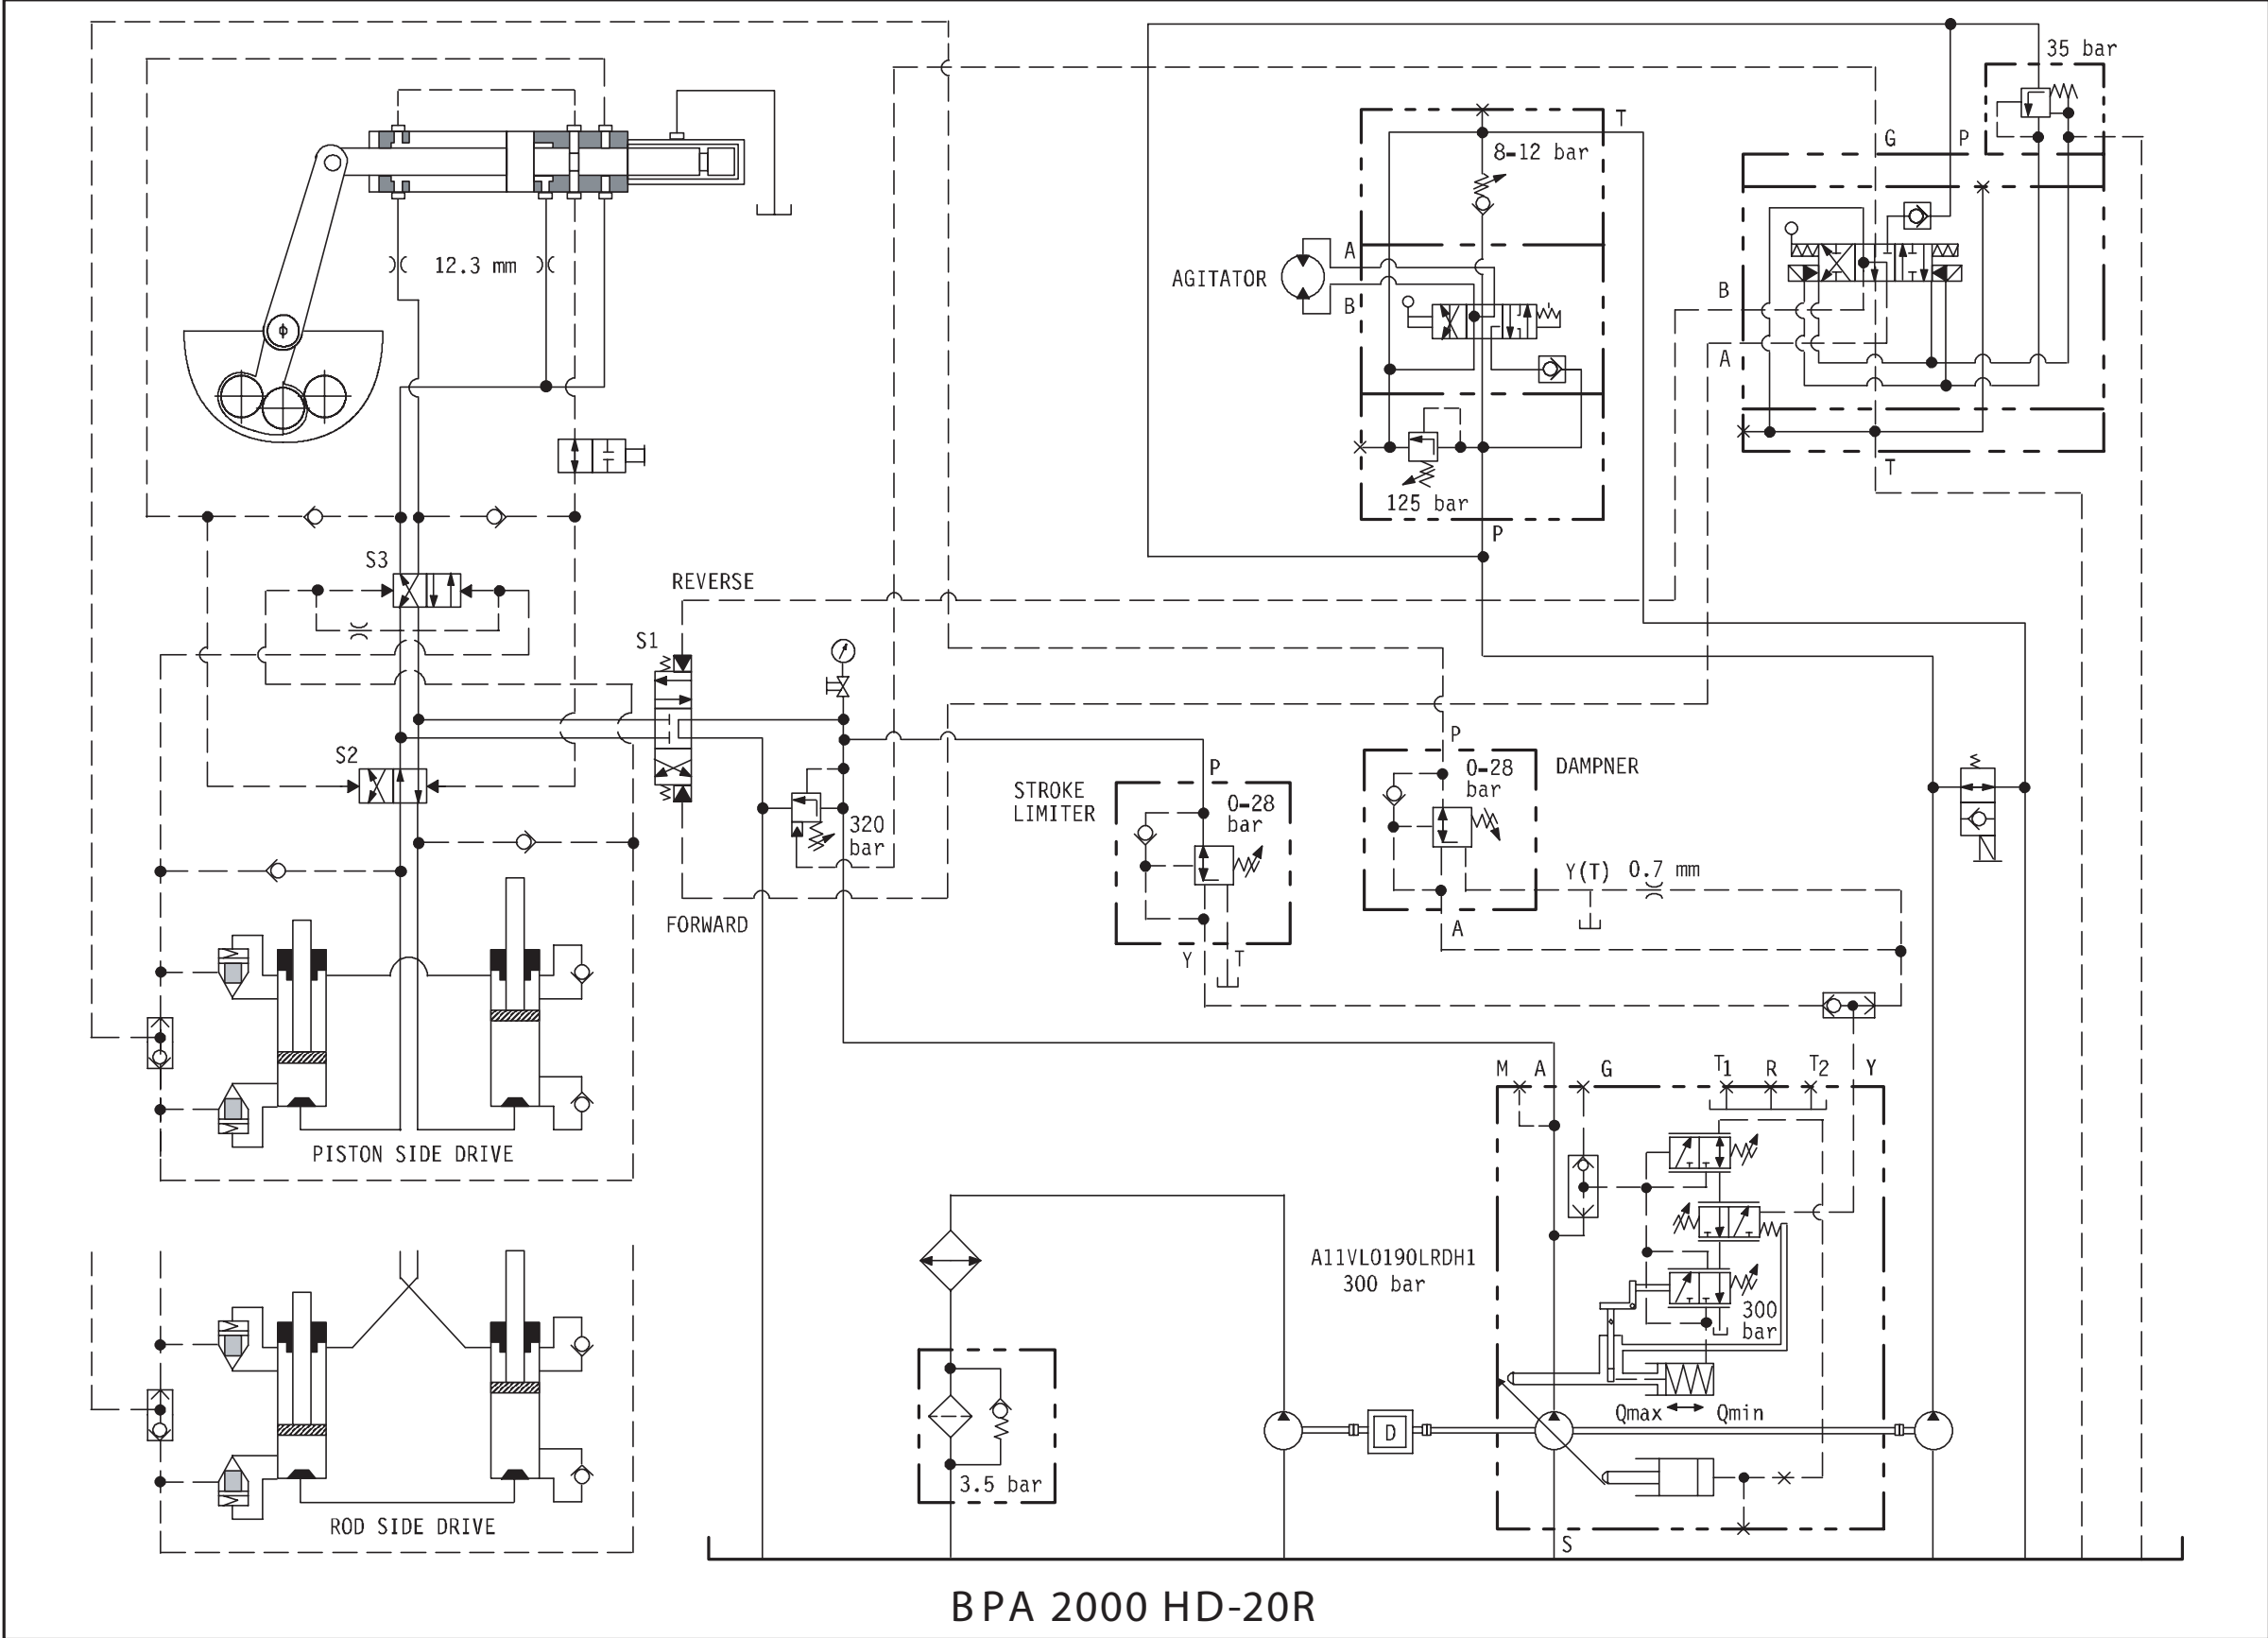 35 bar
T
G
P
8-12 bar
A
AGITATOR
B
12.3 mm
B
A
T
125 bar
P
S3
REVERSE
S1
S2
P
P
0-28
bar
DAMPNER
STROKE
LIMITER
0-28
bar
320
bar
Y(T)
0.7 mm
FORWARD
A
Y
T
M
A
G
T1
R
T2
Y
PISTON SIDE DRIVE
A11VLO190LRDH1
300 bar
300
bar
Qmax
Qmin
D
3.5 bar
ROD SIDE DRIVE
S
BPA 2000 HD-20R